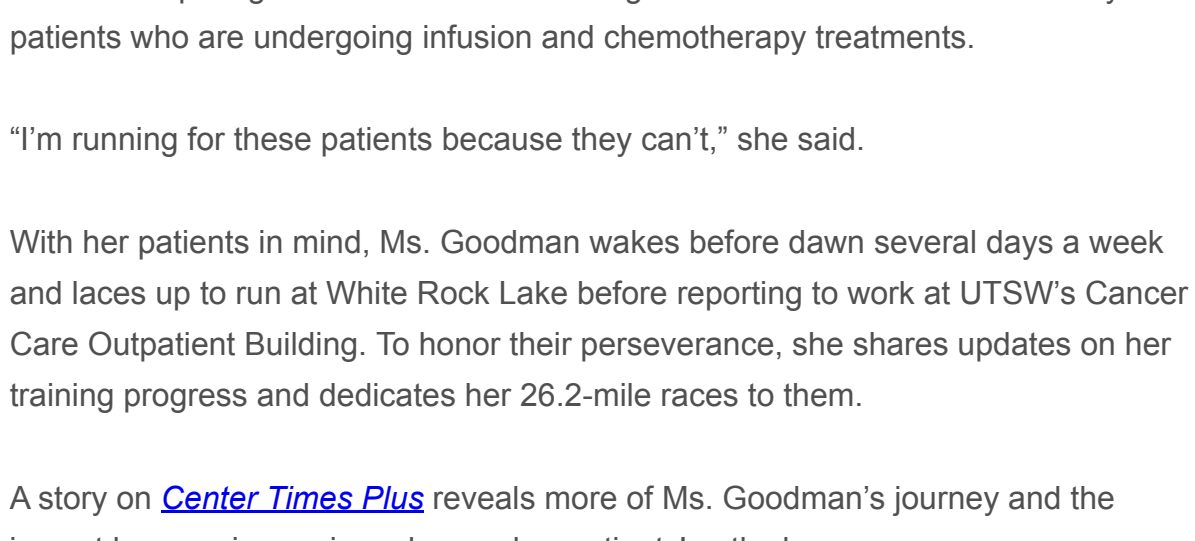 patients who are undergoing infusion and chemotherapy treatments.
“I’m running for these patients because they can’t,” she said.
With her patients in mind, Ms. Goodman wakes before dawn several days a week
and laces up to run at White Rock Lake before reporting to work at UTSW’s Cancer
Care Outpatient Building. To honor their perseverance, she shares updates on her
training progress and dedicates her 26.2-mile races to them.
A story on Center Times Plus reveals more of Ms. Goodman’s journey and the